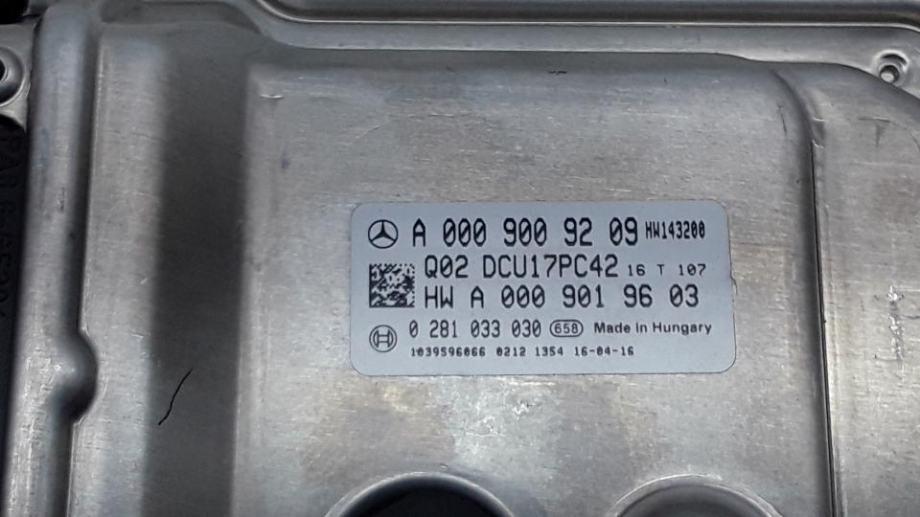 A 000 900 92 09 HW143200
Q02 DCU17PC42 16 T 107
HW A 000 901 96 03
0 281 033 030 658 Made in Hungary
1039S96066 0212 1354 16-04-16